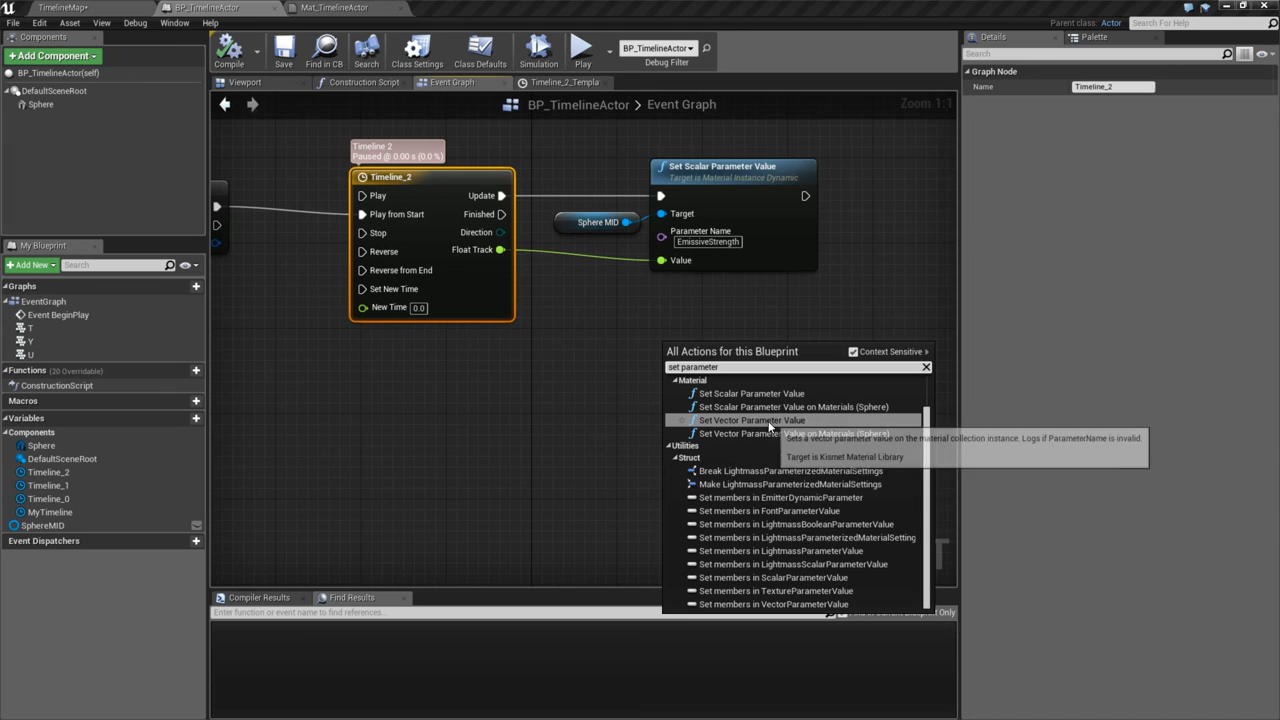 TimelineMap*
BP_TimelineActor
Mat_TimelineActor
File Edit Asset View Debug Window Help
Parent class: Actor
Search For Help
Components
Add Component
BP_TimelineActor(self)
DefaultSceneRoot
Sphere
My Blueprint
Add New
Search
Graphs
EventGraph
Event BeginPlay
T
Y
U
Functions (20 Overridable)
ConstructionScript
Macros
Variables
Components
Sphere
DefaultSceneRoot
Timeline_2
Timeline_1
Timeline_0
MyTimeline
SphereMID
Event Dispatchers
Compile
Save
Find in CB
Search
Class Settings
Class Defaults
Simulation
Play
BP_TimelineActor
Debug Filter
Viewport
Construction Script
Event Graph
Timeline_2_Templa
BP_TimelineActor > Event Graph
Zoom 1:1
Timeline 2
Paused @ 0.00 s (0.0 %)
Timeline_2
Play Update
Play from Start Finished
Stop Direction
Reverse Float Track
Reverse from End
Set New Time
New Time 0.0
Sphere MID
Set Scalar Parameter Value
Target is Material Instance Dynamic
Target
Parameter Name
EmissiveStrength
Value
All Actions for this Blueprint
Context Sensitive
set parameter
Material
Set Scalar Parameter Value
Set Scalar Parameter Value on Materials (Sphere)
Set Vector Parameter Value
Set Vector Parameter Value on Materials (Sphere)
Sets a vector parameter value on the material collection instance. Logs if ParameterName is invalid.
Target is Kismet Material Library
Utilities
Struct
Break LightmassParameterizedMaterialSettings
Make LightmassParameterizedMaterialSettings
Set members in EmitterDynamicParameter
Set members in FontParameterValue
Set members in LightmassBooleanParameterValue
Set members in LightmassParameterizedMaterialSetting
Set members in LightmassParameterValue
Set members in LightmassScalarParameterValue
Set members in ScalarParameterValue
Set members in TextureParameterValue
Set members in VectorParameterValue
Compiler Results
Find Results
Enter function or event name to find references...
Only
Details
Palette
Search
Graph Node
Name Timeline_2